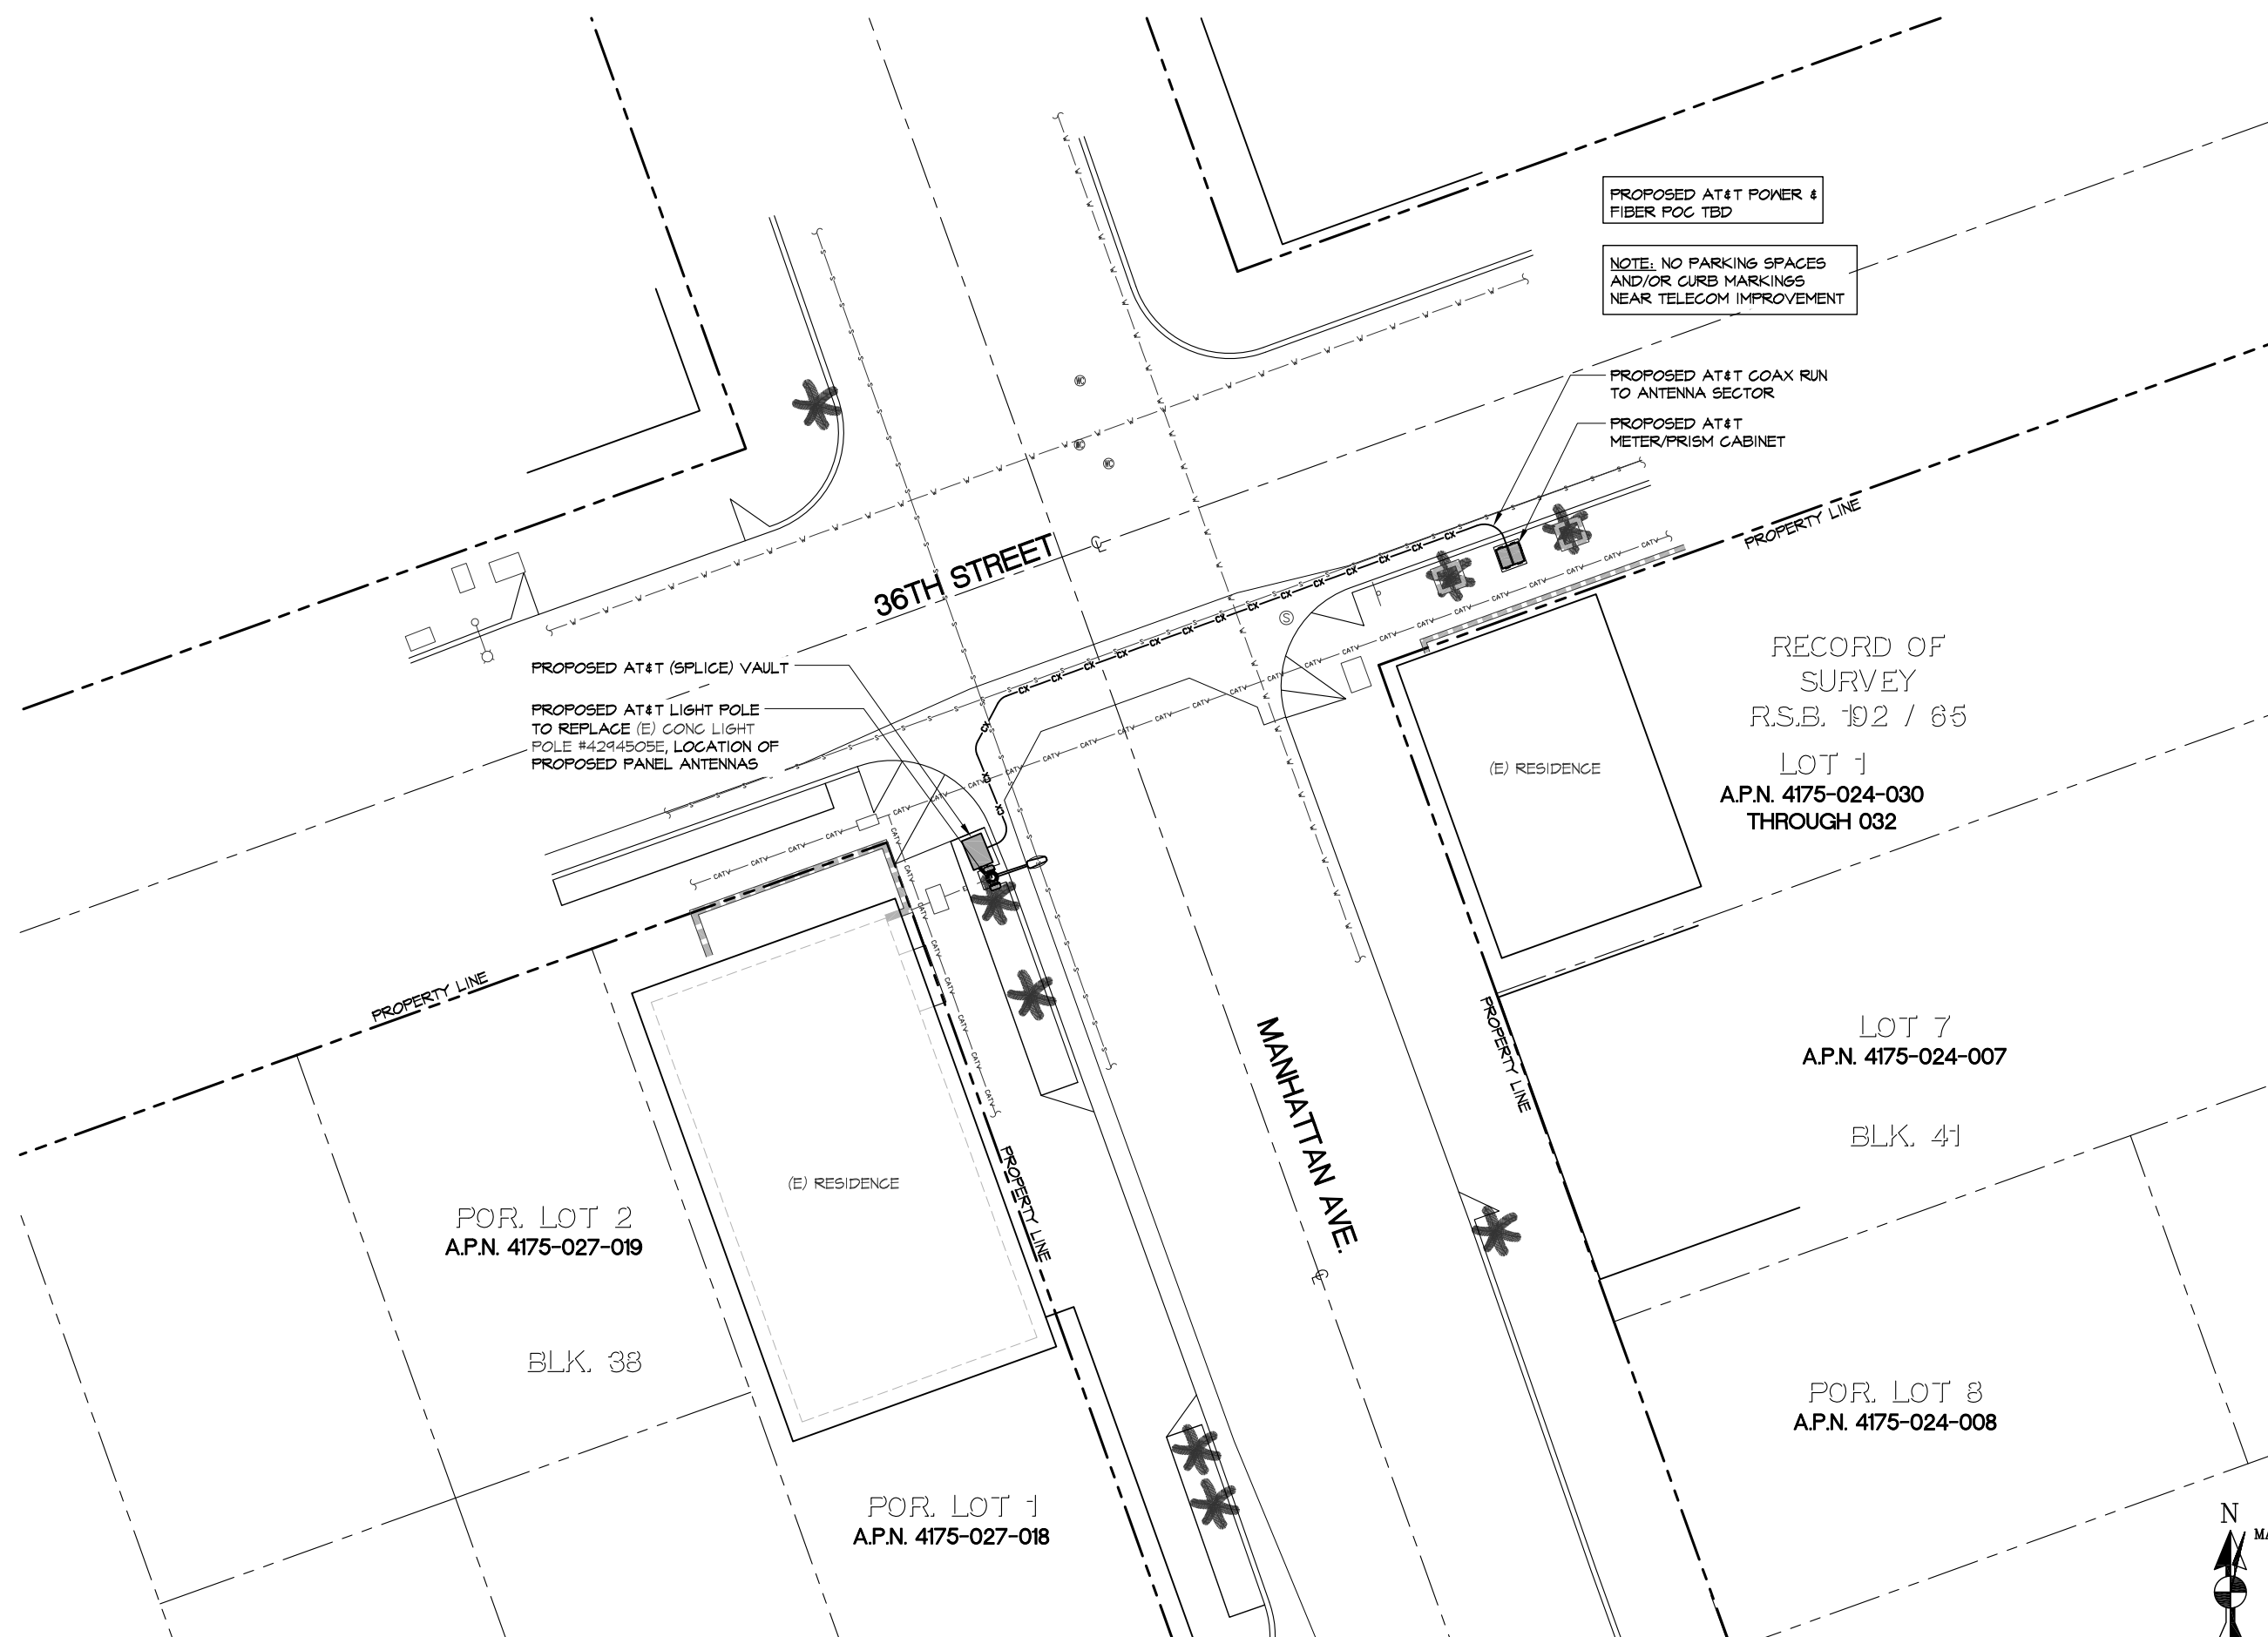 PROPOSED AT&T POWER &
FIBER POC TBD
NOTE: NO PARKING SPACES
AND/OR CURB MARKINGS
NEAR TELECOM IMPROVEMENT
PROPOSED AT&T COAX RUN
TO ANTENNA SECTOR
PROPOSED AT&T
METER/PRISM CABINET
PROPERTY LINE
36TH STREET
PROPOSED AT&T (SPLICE) VAULT
PROPOSED AT&T LIGHT POLE
TO REPLACE (E) CONC LIGHT
POLE #4294505E, LOCATION OF
PROPOSED PANEL ANTENNAS
RECORD OF
SURVEY
R.S.B. 192 / 65
LOT 1
A.P.N. 4175-024-030
THROUGH 032
(E) RESIDENCE
PROPERTY LINE
PROPERTY LINE
MANHATTAN AVE.
LOT 7
A.P.N. 4175-024-007
BLK. 41
(E) RESIDENCE
PROPERTY LINE
POR. LOT 2
A.P.N. 4175-027-019
BLK. 38
POR. LOT 8
A.P.N. 4175-024-008
POR. LOT 1
A.P.N. 4175-027-018
N